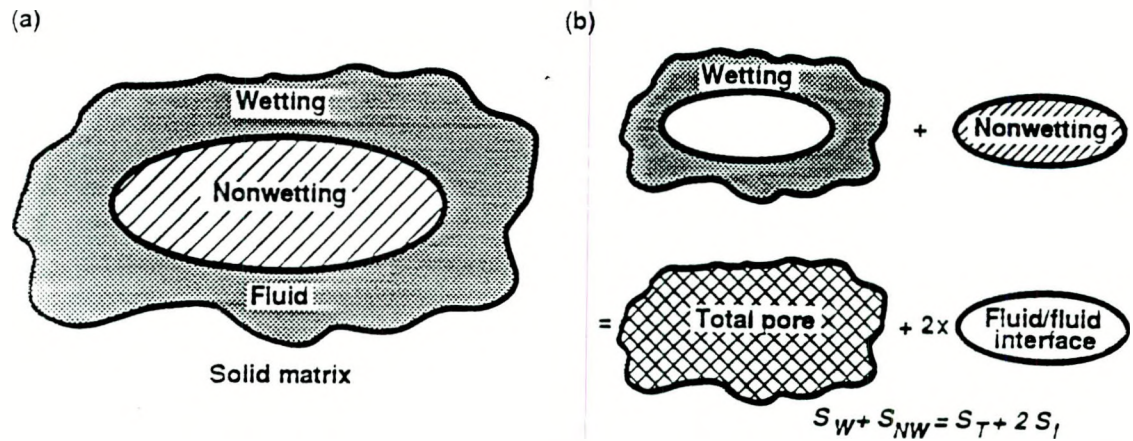 (a)
Wetting
Nonwetting
Fluid
Solid matrix
(b)
Wetting
+
Nonwetting
=
Total pore
+ 2x
Fluid/fluid
interface
S_W + S_NW = S_T + 2 S_I